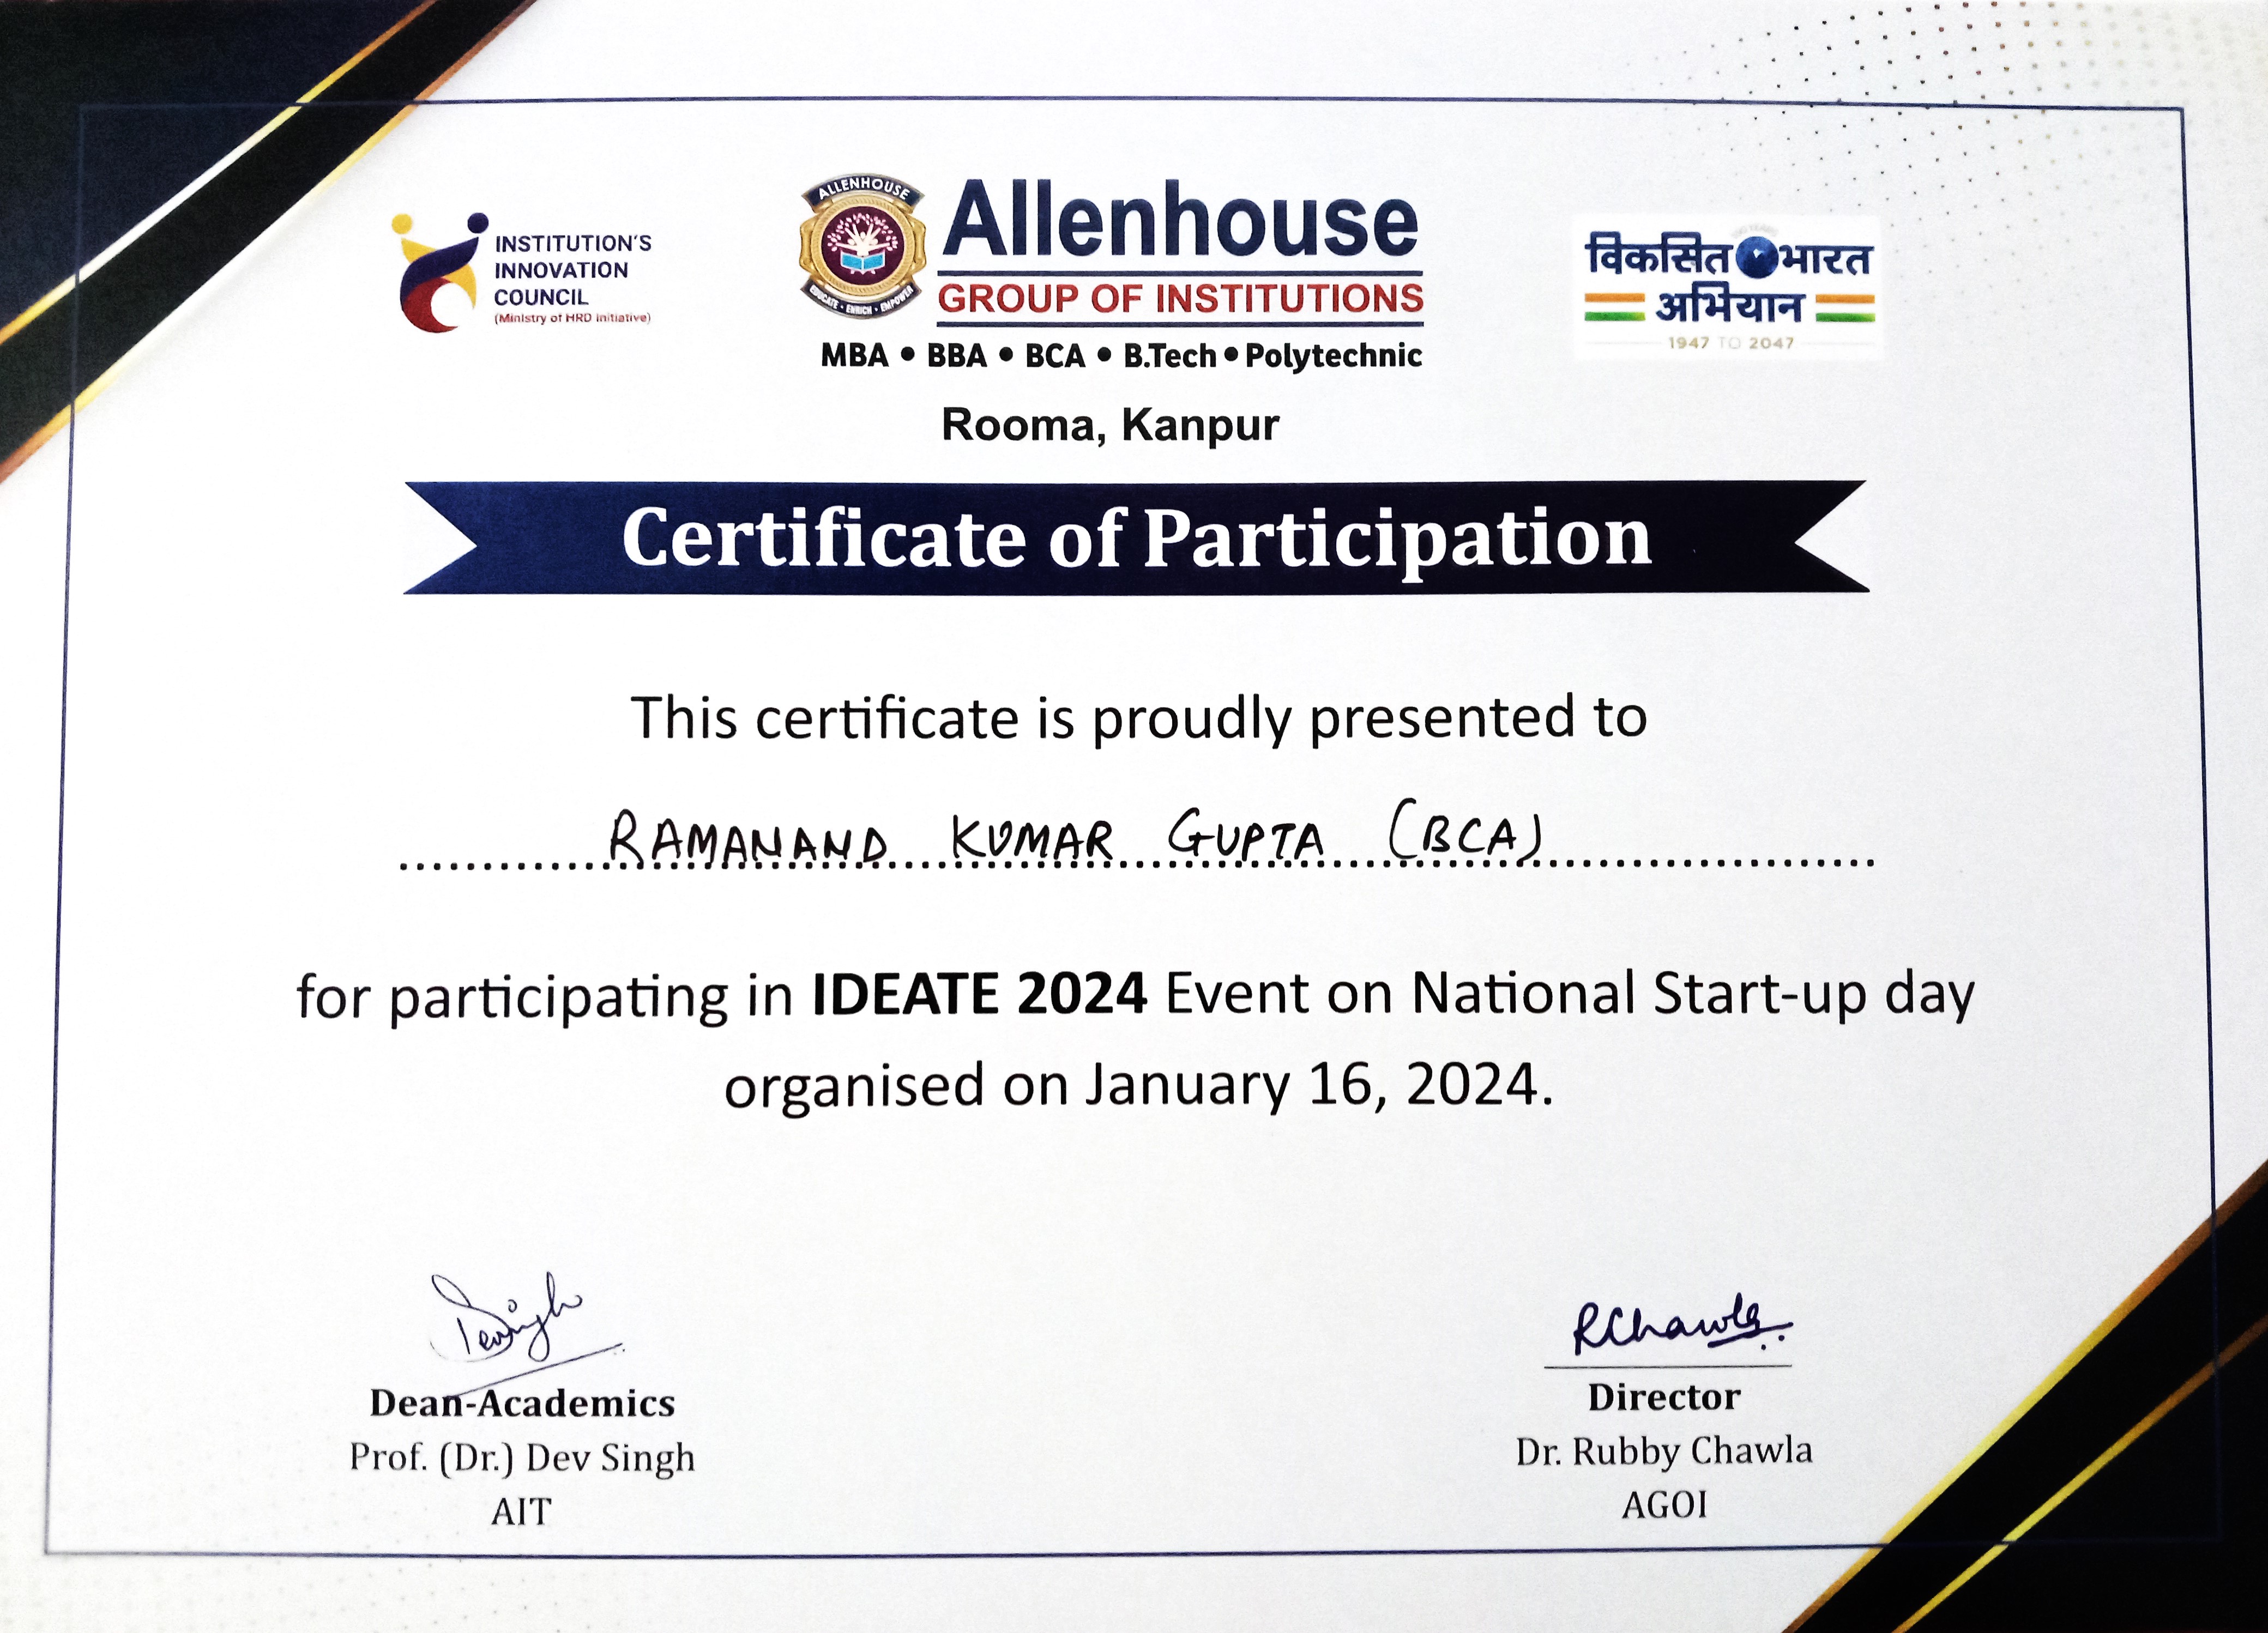 INSTITUTION'S
INNOVATION
COUNCIL
(Ministry of HRD Initiative)
ALLENHOUSE
EDUCATE • ENRICH • EMPOWER
Allenhouse
GROUP OF INSTITUTIONS
MBA • BBA • BCA • B.Tech • Polytechnic
Rooma, Kanpur
विकसित भारत
अभियान
1947 TO 2047
Certificate of Participation
This certificate is proudly presented to
RAMANAND KUMAR GUPTA (BCA)
for participating in IDEATE 2024 Event on National Start-up day
organised on January 16, 2024.
DevSingh
Dean-Academics
Prof. (Dr.) Dev Singh
AIT
RChawla
Director
Dr. Rubby Chawla
AGOI